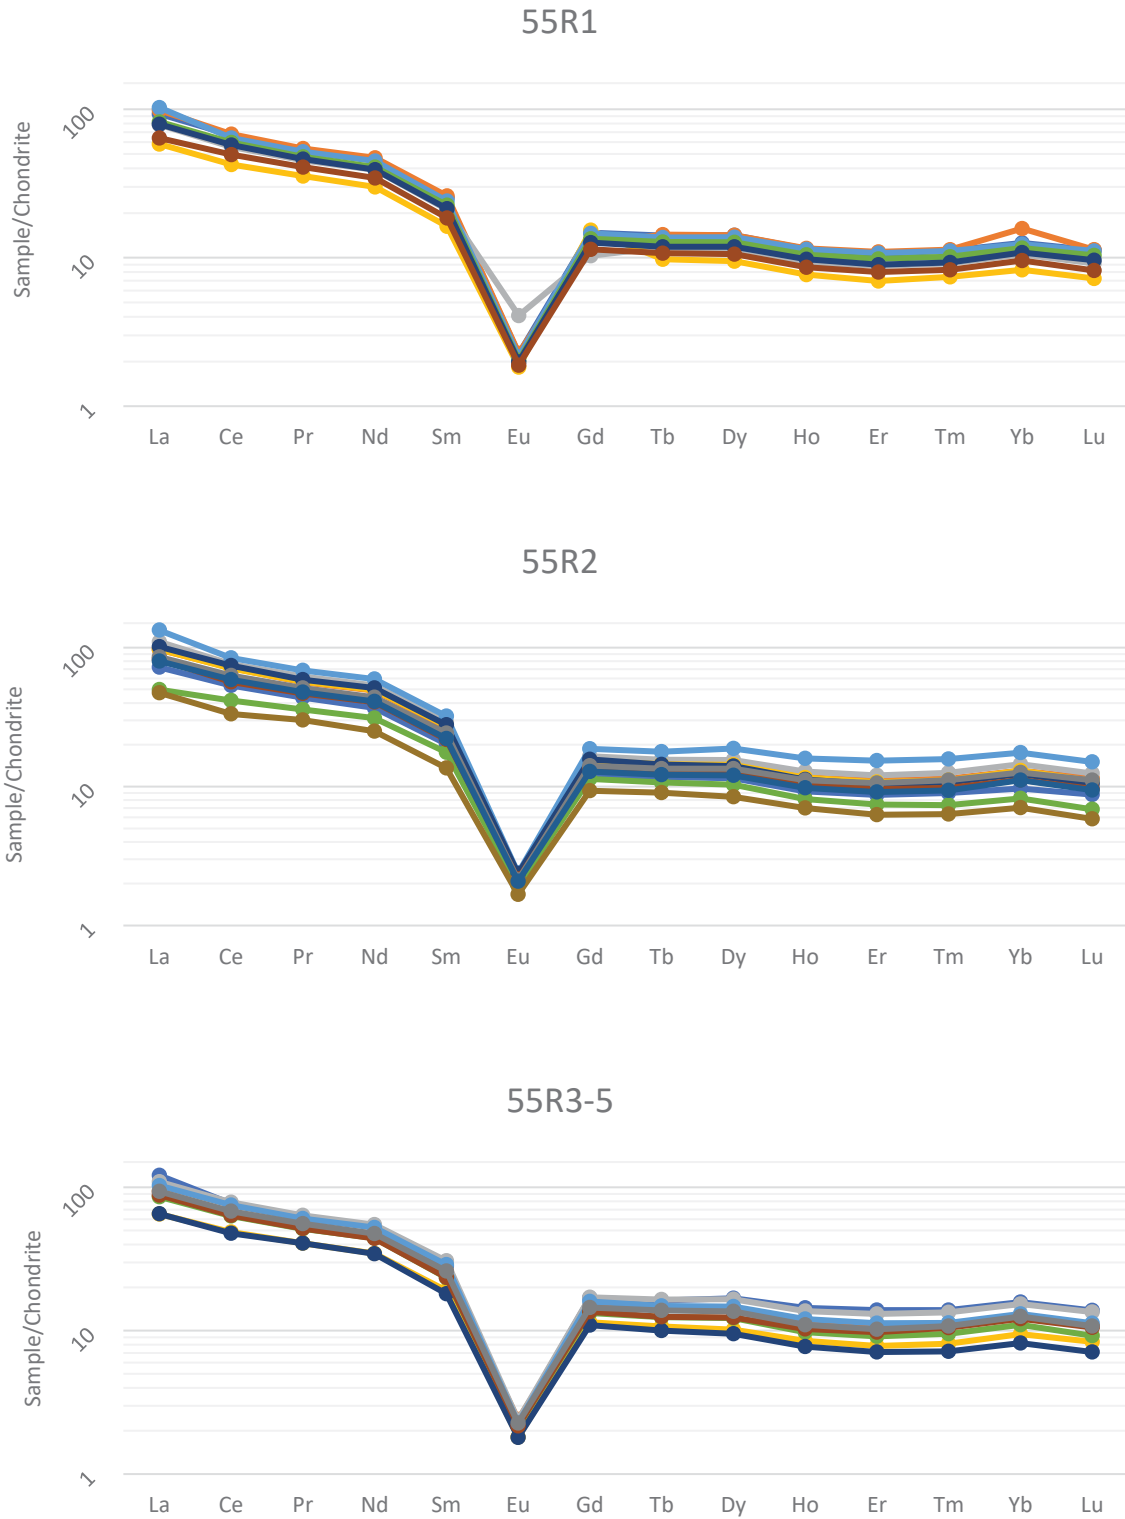 55R1
Sample/Chondrite
100
10
1
La Ce Pr Nd Sm Eu Gd Tb Dy Ho Er Tm Yb Lu
55R2
Sample/Chondrite
100
10
1
La Ce Pr Nd Sm Eu Gd Tb Dy Ho Er Tm Yb Lu
55R3-5
Sample/Chondrite
100
10
1
La Ce Pr Nd Sm Eu Gd Tb Dy Ho Er Tm Yb Lu